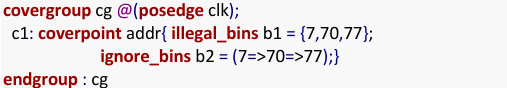 covergroup cg @(posedge clk);
c1: coverpoint addr{ illegal_bins b1 = {7,70,77};
ignore_bins b2 = (7=>70=>77);}
endgroup : cg